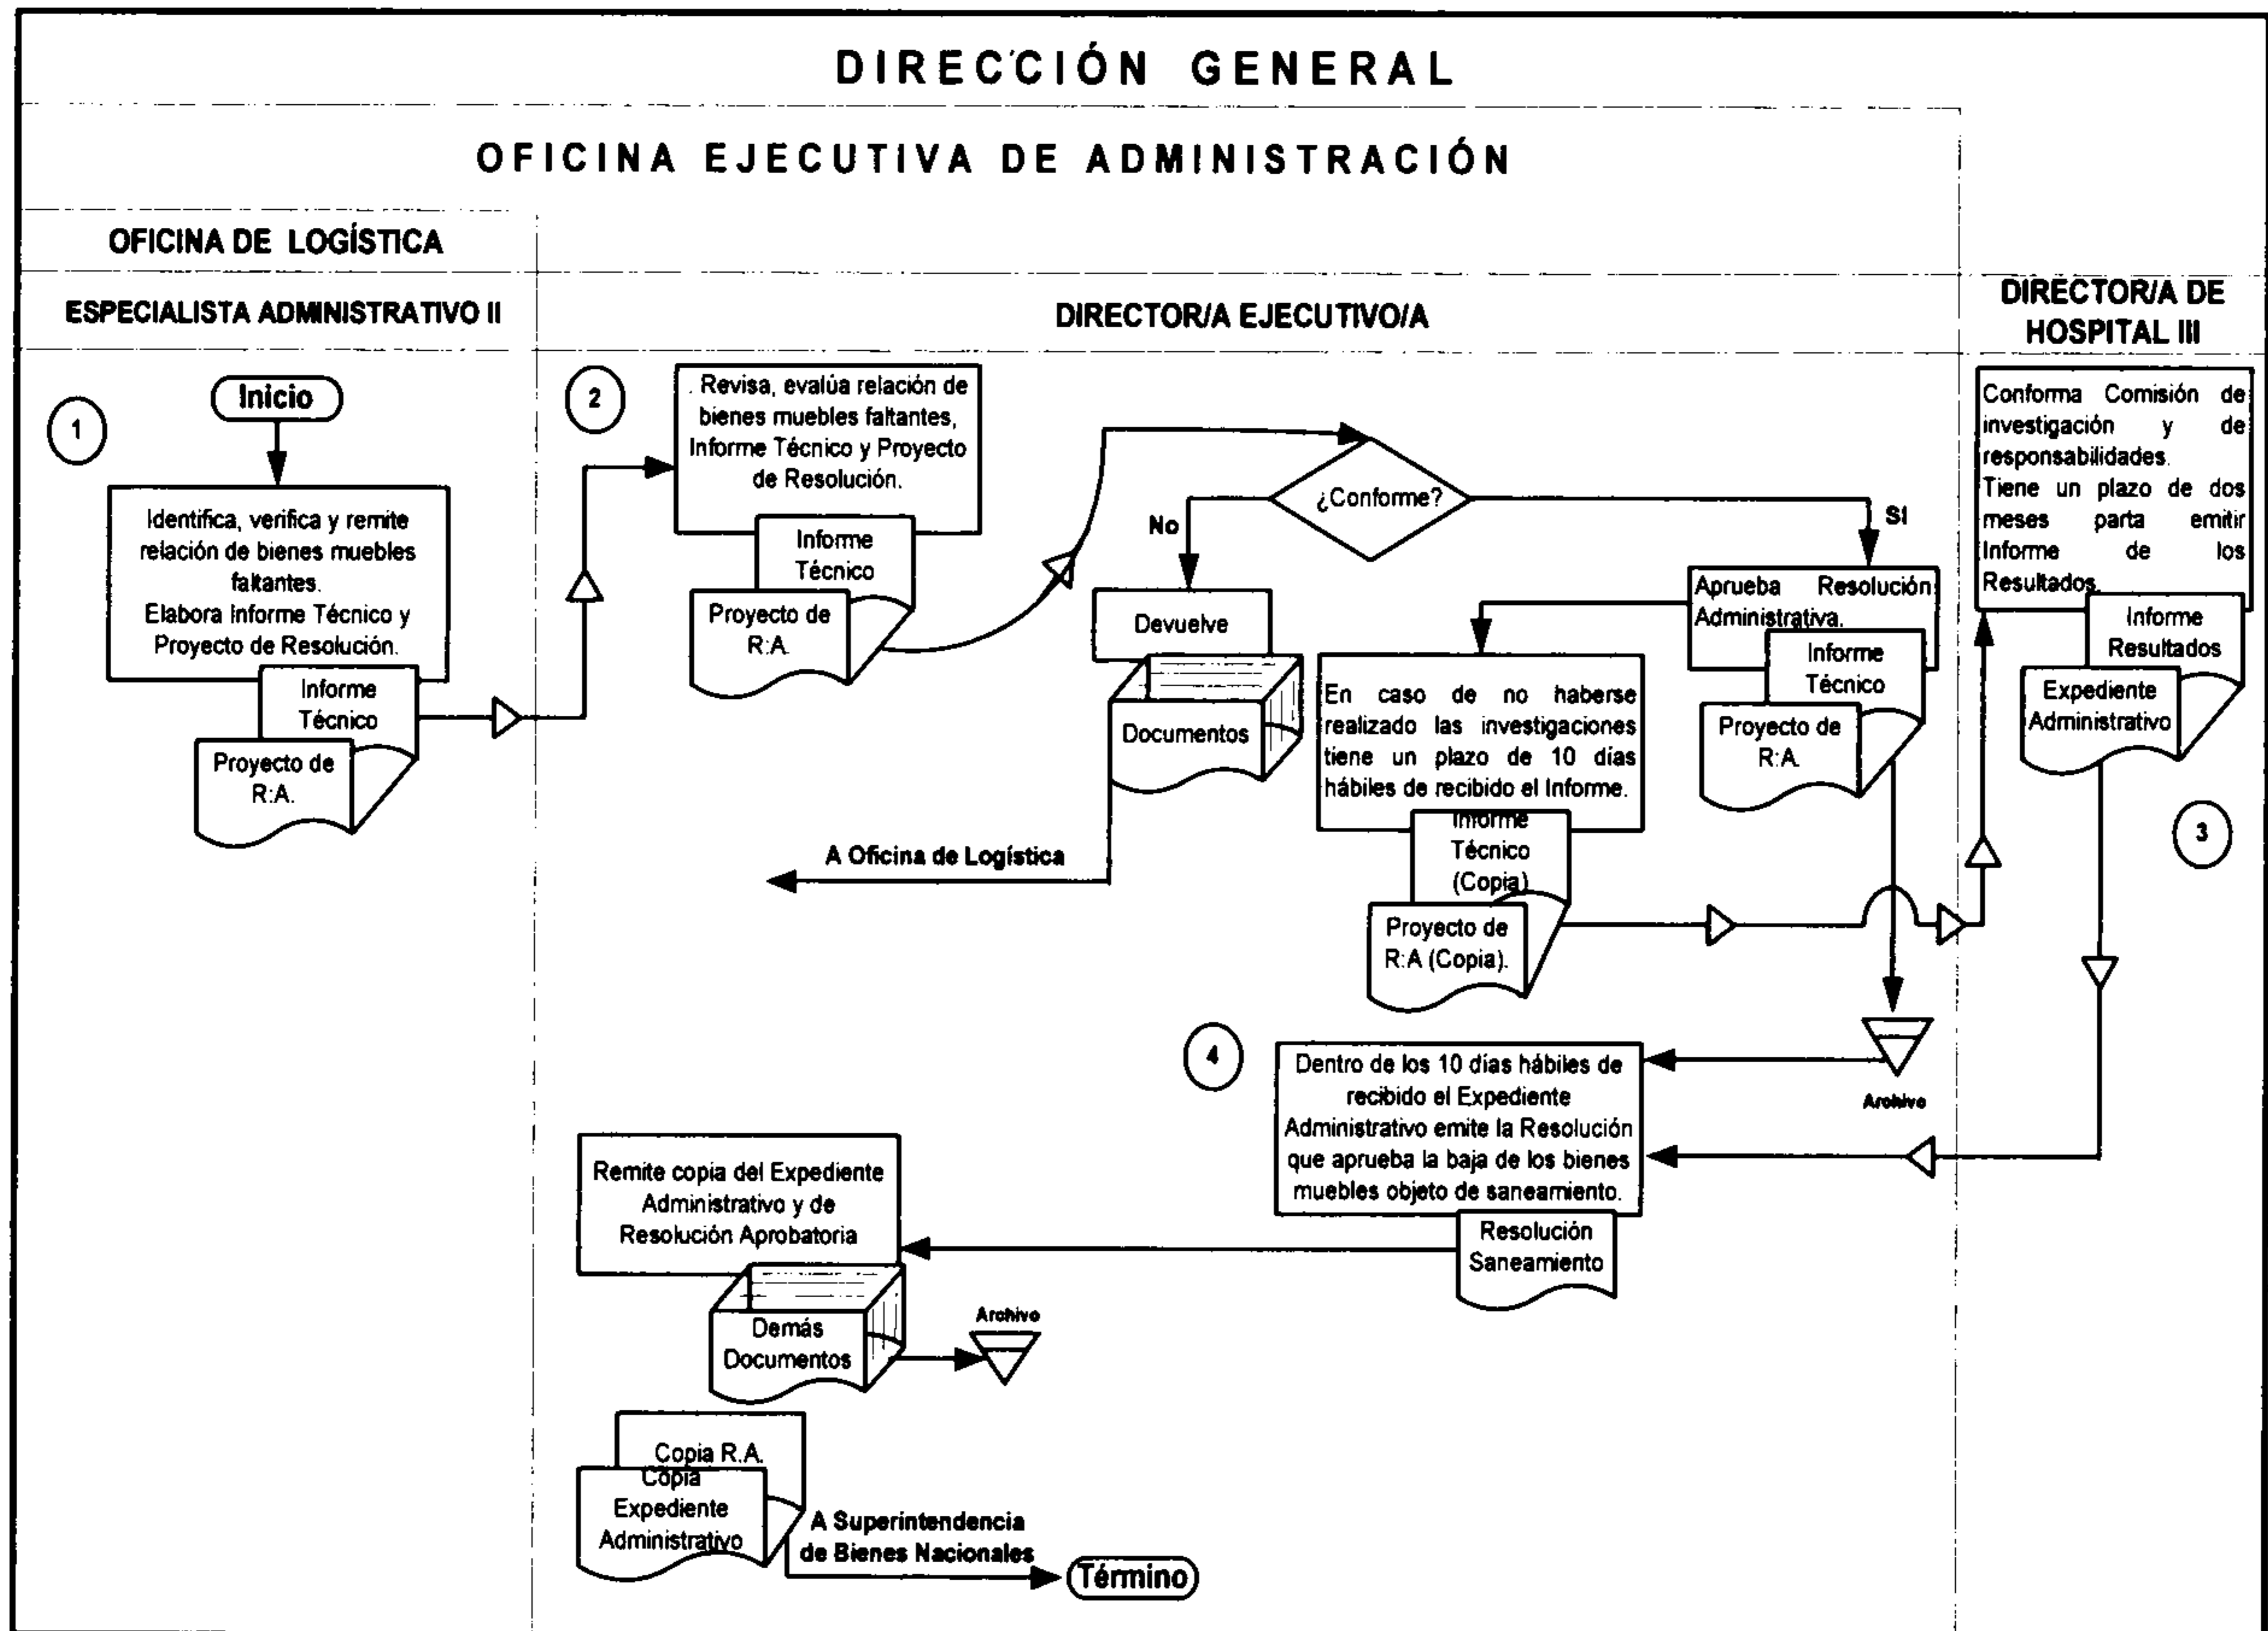 DIRECCIÓN GENERAL
OFICINA EJECUTIVA DE ADMINISTRACIÓN
OFICINA DE LOGÍSTICA
ESPECIALISTA ADMINISTRATIVO II
DIRECTOR/A EJECUTIVO/A
DIRECTOR/A DE
HOSPITAL III
1
Inicio
Identifica, verifica y remite
relación de bienes muebles
faltantes.
Elabora Informe Técnico y
Proyecto de Resolución.
Informe
Técnico
Proyecto de
R:A.
2
. Revisa, evalúa relación de
bienes muebles faltantes,
Informe Técnico y Proyecto
de Resolución.
Informe
Técnico
Proyecto de
R:A.
¿Conforme?
No
SI
Devuelve
Documentos
A Oficina de Logística
Aprueba Resolución
Administrativa.
Informe
Técnico
Proyecto de
R:A.
En caso de no haberse
realizado las investigaciones
tiene un plazo de 10 días
hábiles de recibido el Informe.
Informe
Técnico
(Copia)
Proyecto de
R:A (Copia).
Conforma Comisión de
investigación y de
responsabilidades.
Tiene un plazo de dos
meses parta emitir
Informe de los
Resultados.
Informe
Resultados
Expediente
Administrativo
3
Archivo
4
Dentro de los 10 días hábiles de
recibido el Expediente
Administrativo emite la Resolución
que aprueba la baja de los bienes
muebles objeto de saneamiento.
Resolución
Saneamiento
Remite copia del Expediente
Administrativo y de
Resolución Aprobatoria
Demás
Documentos
Archivo
Copia R.A.
Copia
Expediente
Administrativo
A Superintendencia
de Bienes Nacionales
Término